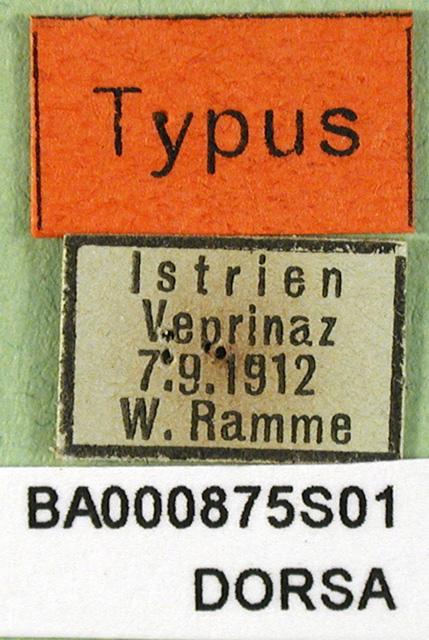 Typus
Istrien
Veprinaz
7.9.1912
W. Ramme
BA000875S01
DORSA